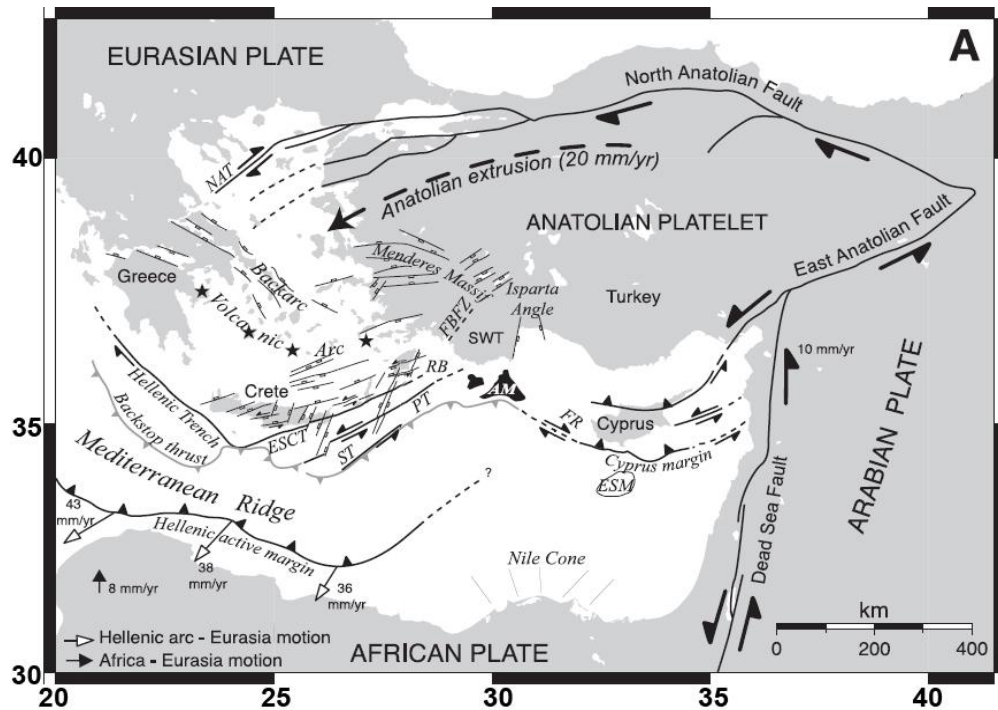 A
EURASIAN PLATE
North Anatolian Fault
40
NAT
Anatolian extrusion (20 mm/yr)
ANATOLIAN PLATELET
East Anatolian Fault
Greece
Backarc
Menderes Massif
Isparta
Angle
Turkey
Volcanic
Arc
FBFZ
SWT
10 mm/yr
RB
Hellenic Trench
Crete
AM
PT
ARABIAN PLATE
35
Backstop thrust
ESCT
ST
FR
Cyprus
Cyprus margin
ESM
Mediterranean Ridge
?
43
mm/yr
Hellenic active margin
38
mm/yr
36
mm/yr
Nile Cone
Dead Sea Fault
8 mm/yr
km
0 200 400
Hellenic arc - Eurasia motion
Africa - Eurasia motion
AFRICAN PLATE
30
20 25 30 35 40